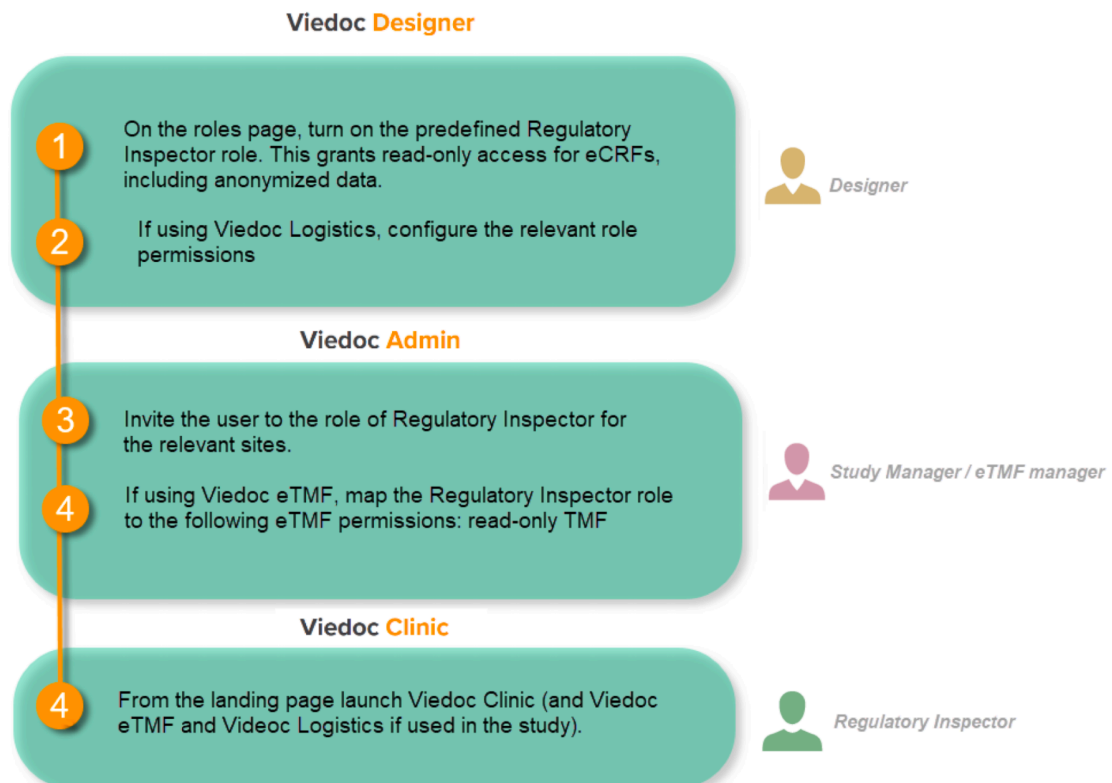 Viedoc Designer
1
On the roles page, turn on the predefined Regulatory
Inspector role. This grants read-only access for eCRFs,
including anonymized data.
2
If using Viedoc Logistics, configure the relevant role
permissions
Designer
Viedoc Admin
3
Invite the user to the role of Regulatory Inspector for
the relevant sites.
4
If using Viedoc eTMF, map the Regulatory Inspector role
to the following eTMF permissions: read-only TMF
Study Manager / eTMF manager
Viedoc Clinic
4
From the landing page launch Viedoc Clinic (and Viedoc
eTMF and Videoc Logistics if used in the study).
Regulatory Inspector